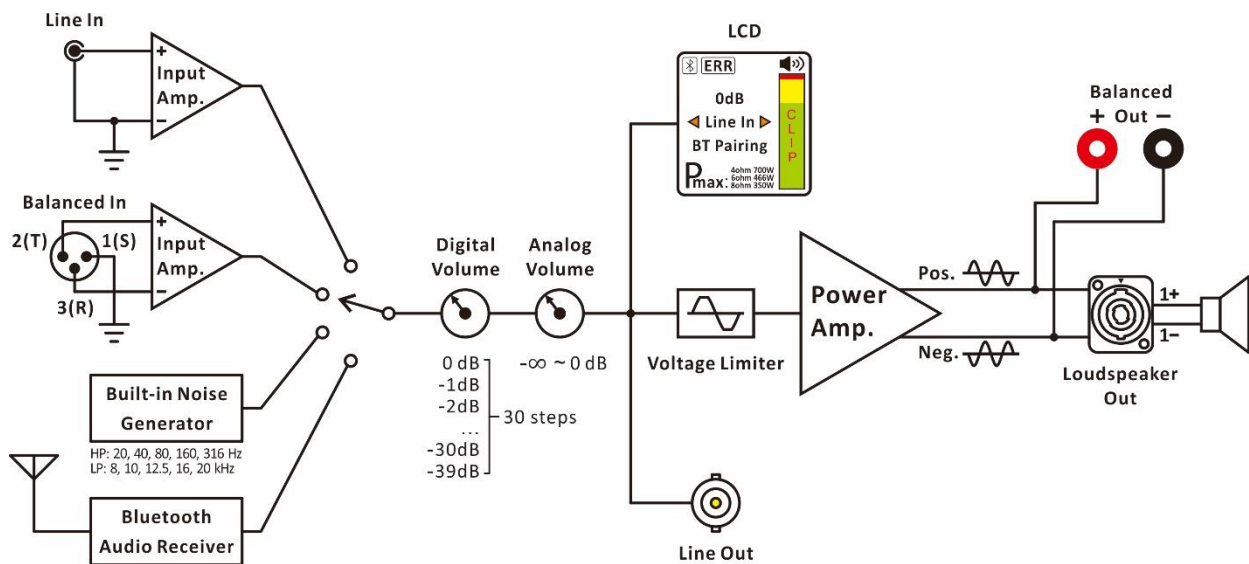 Line In
+
Input
Amp.
−
Balanced In
2(T)
1(S)
3(R)
+
Input
Amp.
−
Built-in Noise
Generator
HP: 20, 40, 80, 160, 316 Hz
LP: 8, 10, 12.5, 16, 20 kHz
Bluetooth
Audio Receiver
Digital
Volume
0 dB
-1dB
-2dB
...
-30dB
-39dB
30 steps
Analog
Volume
-∞ ~ 0 dB
LCD
ERR
0dB
Line In
BT Pairing
Pmax:
4ohm 700W
6ohm 466W
8ohm 350W
CLIP
Voltage Limiter
Line Out
Power
Amp.
Pos.
Neg.
Balanced
+ Out −
1+
1−
Loudspeaker
Out